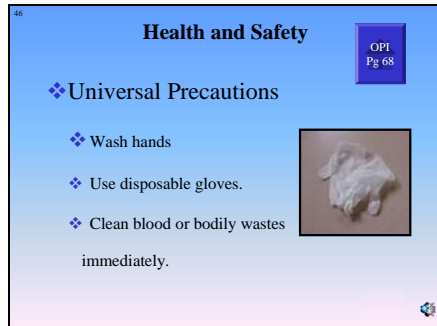 46
Health and Safety
OPI
Pg 68
Universal Precautions
Wash hands
Use disposable gloves.
Clean blood or bodily wastes
immediately.